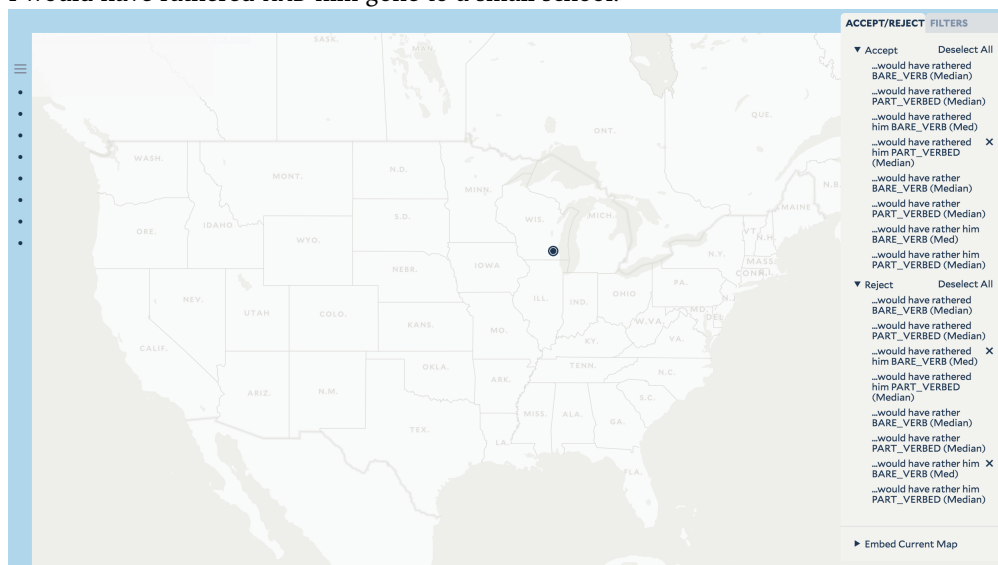 ACCEPT/REJECT FILTERS
▼ Accept Deselect All
...would have rathered
BARE_VERB (Median)
...would have rathered
PART_VERBED (Median)
...would have rathered
him BARE_VERB (Med)
...would have rathered ✕
him PART_VERBED
(Median)
...would have rather
BARE_VERB (Median)
...would have rather
PART_VERBED (Median)
...would have rather him
BARE_VERB (Med)
...would have rather him
PART_VERBED (Median)
▼ Reject Deselect All
...would have rathered
BARE_VERB (Median)
...would have rathered
PART_VERBED (Median)
...would have rathered ✕
him BARE_VERB (Med)
...would have rathered
him PART_VERBED
(Median)
...would have rather
BARE_VERB (Median)
...would have rather
PART_VERBED (Median)
...would have rather him ✕
BARE_VERB (Med)
...would have rather him
PART_VERBED (Median)
▶ Embed Current Map
SASK.
MAN.
ONT.
QUE.
N.B.
WASH.
MONT.
N.D.
MINN.
MAINE
ORE.
IDAHO
S.D.
WIS.
MICH.
VT.
N.H.
WYO.
N.Y.
MASS.
CONN.
R.I.
NEBR.
IOWA
PA.
NEV.
UTAH
COLO.
ILL.
IND.
OHIO
N.J.
MD.
DEL.
KANS.
MO.
W.VA.
VA.
KY.
CALIF.
OKLA.
TENN.
N.C.
ARIZ.
N.M.
ARK.
S.C.
MISS.
ALA.
GA.
TEX.
LA.
FLA.